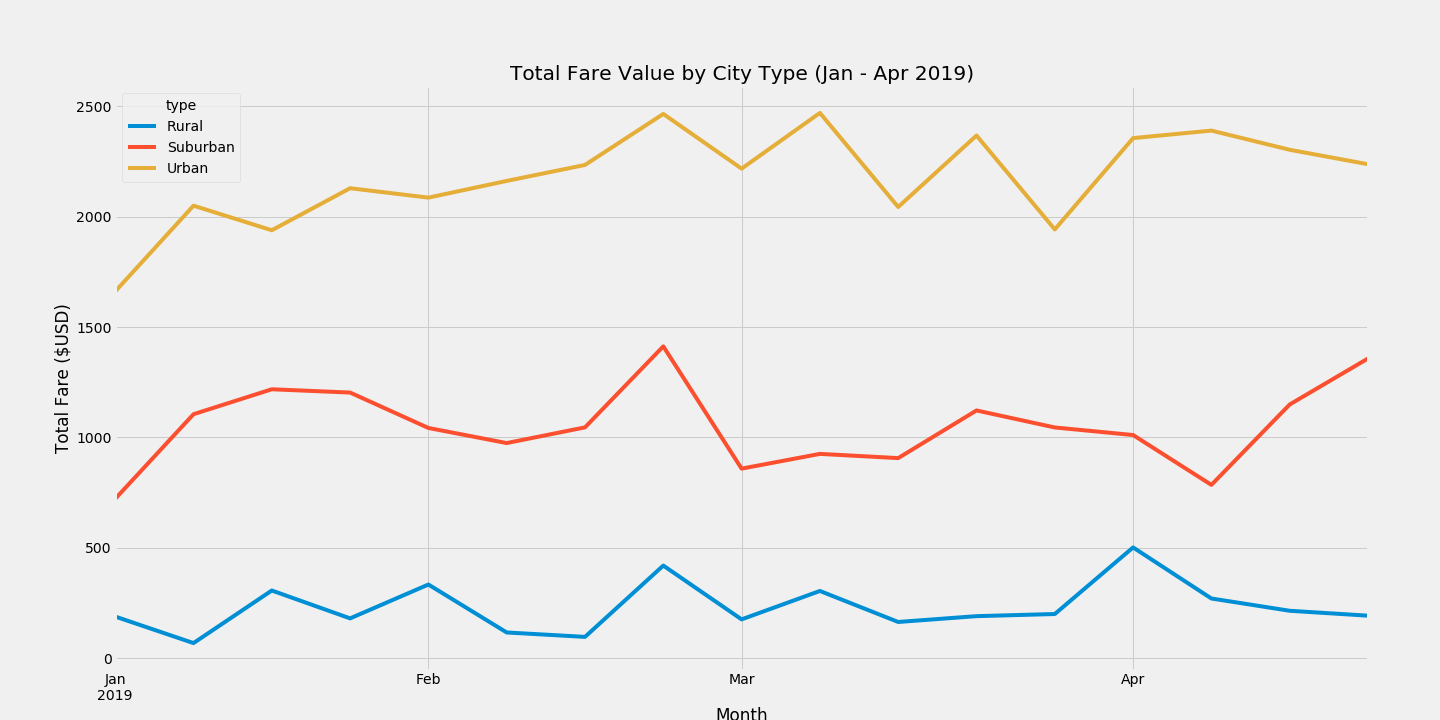 Total Fare Value by City Type (Jan - Apr 2019)
type
Rural
Suburban
Urban
Total Fare ($USD)
2500
2000
1500
1000
500
0
Jan Feb Mar Apr
2019
Month